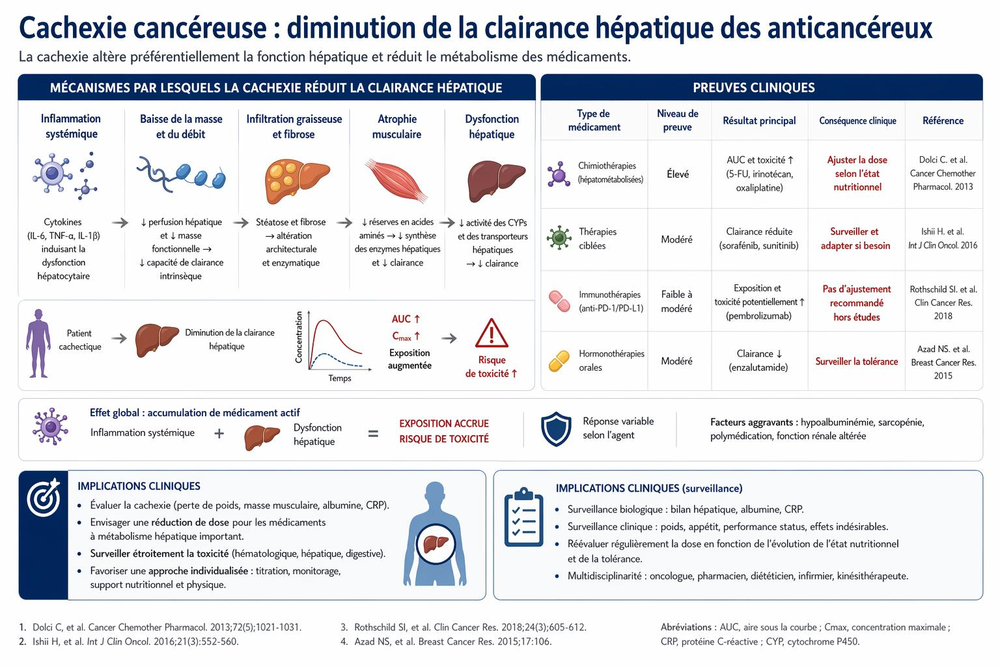 Cachexie cancéreuse : diminution de la clairance hépatique des anticancéreux
La cachexie altère préférentiellement la fonction hépatique et réduit le métabolisme des médicaments.
MÉCANISMES PAR LESQUELS LA CACHEXIE RÉDUIT LA CLAIRANCE HÉPATIQUE
Inflammation
systémique
Cytokines
(IL-6, TNF-α, IL-1β)
induisant la
dysfonction
hépatocytaire
Baisse de la masse
et du débit
↓ perfusion hépatique
et ↓ masse
fonctionnelle →
↓ capacité de clairance
intrinsèque
Infiltration graisseuse
et fibrose
Stéatose et fibrose
→ altération
architecturale
et enzymatique
Atrophie
musculaire
↓ réserves en acides
aminés → ↓ synthèse
des enzymes hépatiques
et ↓ clairance
Dysfonction
hépatique
↓ activité des CYPs
et des transporteurs
hépatiques
→ ↓ clairance
Patient
cachectique
Diminution de la clairance
hépatique
Concentration
Temps
AUC ↑
Cmax ↑
Exposition
augmentée
Risque
de toxicité ↑
PREUVES CLINIQUES
Type de
médicament
Niveau de
preuve
Résultat principal
Conséquence clinique
Référence
Chimiothérapies
(hépatométabolisées)
Élevé
AUC et toxicité ↑
(5-FU, irinotécan,
oxaliplatine)
Ajuster la dose
selon l'état
nutritionnel
Dolci C. et al.
Cancer Chemother
Pharmacol. 2013
Thérapies
ciblées
Modéré
Clairance réduite
(sorafénib, sunitinib)
Surveiller et
adapter si besoin
Ishii H. et al.
Int J Clin Oncol. 2016
Immunothérapies
(anti-PD-1/PD-L1)
Faible à
modéré
Exposition et
toxicité potentiellement ↑
(pembrolizumab)
Pas d'ajustement
recommandé
hors études
Rothschild SI. et al.
Clin Cancer Res.
2018
Hormonothérapies
orales
Modéré
Clairance ↓
(enzalutamide)
Surveiller la tolérance
Azad NS. et al.
Breast Cancer Res.
2015
Effet global : accumulation de médicament actif
Inflammation systémique
+
Dysfonction
hépatique
=
EXPOSITION ACCRUE
RISQUE DE TOXICITÉ
Réponse variable
selon l'agent
Facteurs aggravants : hypoalbuminémie, sarcopénie,
polymédication, fonction rénale altérée
IMPLICATIONS CLINIQUES
• Évaluer la cachexie (perte de poids, masse musculaire, albumine, CRP).
• Envisager une réduction de dose pour les médicaments
à métabolisme hépatique important.
• Surveiller étroitement la toxicité (hématologique, hépatique, digestive).
• Favoriser une approche individualisée : titration, monitorage,
support nutritionnel et physique.
IMPLICATIONS CLINIQUES (surveillance)
• Surveillance biologique : bilan hépatique, albumine, CRP.
• Surveillance clinique : poids, appétit, performance status, effets indésirables.
• Réévaluer régulièrement la dose en fonction de l'évolution de l'état nutritionnel
et de la tolérance.
• Multidisciplinarité : oncologue, pharmacien, diététicien, infirmier, kinésithérapeute.
1. Dolci C, et al. Cancer Chemother Pharmacol. 2013;72(5);1021-1031.
2. Ishii H, et al. Int J Clin Oncol. 2016;21(3):552-560.
3. Rothschild SI, et al. Clin Cancer Res. 2018;24(3);605-612.
4. Azad NS, et al. Breast Cancer Res. 2015;17:106.
Abréviations : AUC, aire sous la courbe ; Cmax, concentration maximale ;
CRP, protéine C-réactive ; CYP, cytochrome P450.